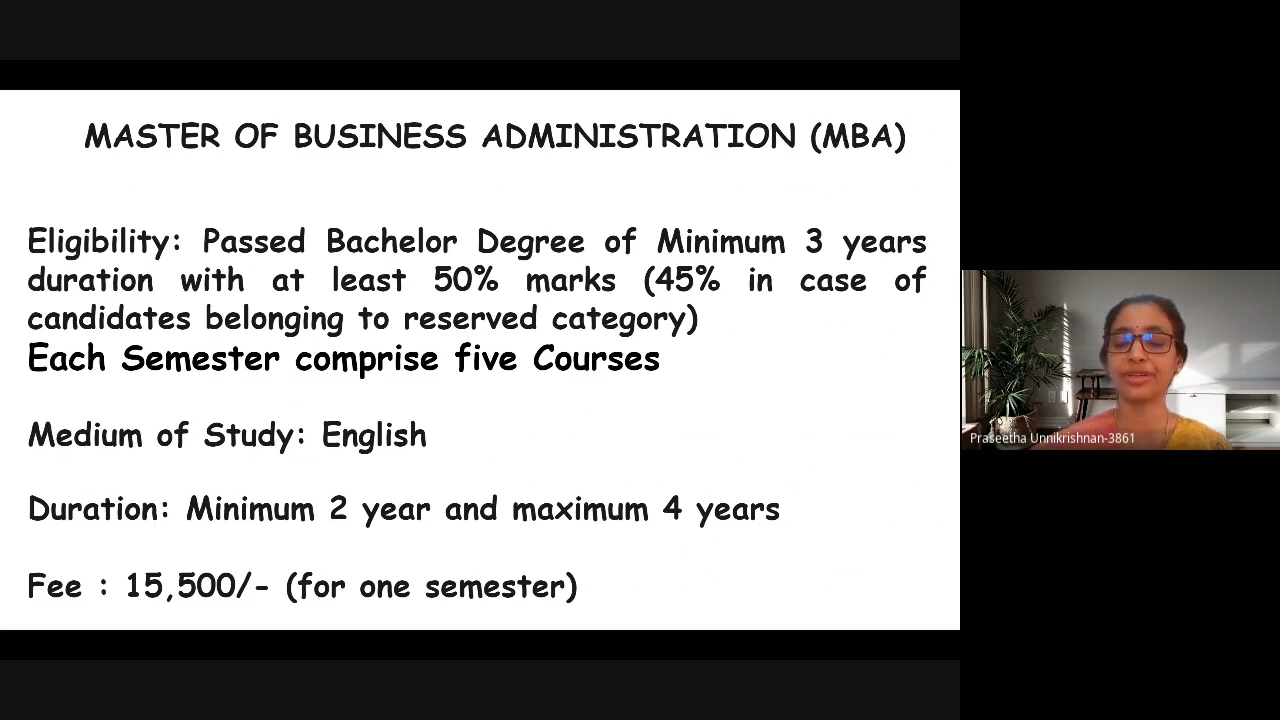 MASTER OF BUSINESS ADMINISTRATION (MBA)
Eligibility: Passed Bachelor Degree of Minimum 3 years
duration with at least 50% marks (45% in case of
candidates belonging to reserved category)
Each Semester comprise five Courses
Medium of Study: English
Duration: Minimum 2 year and maximum 4 years
Fee : 15,500/- (for one semester)
Praseetha Unnikrishnan-3861